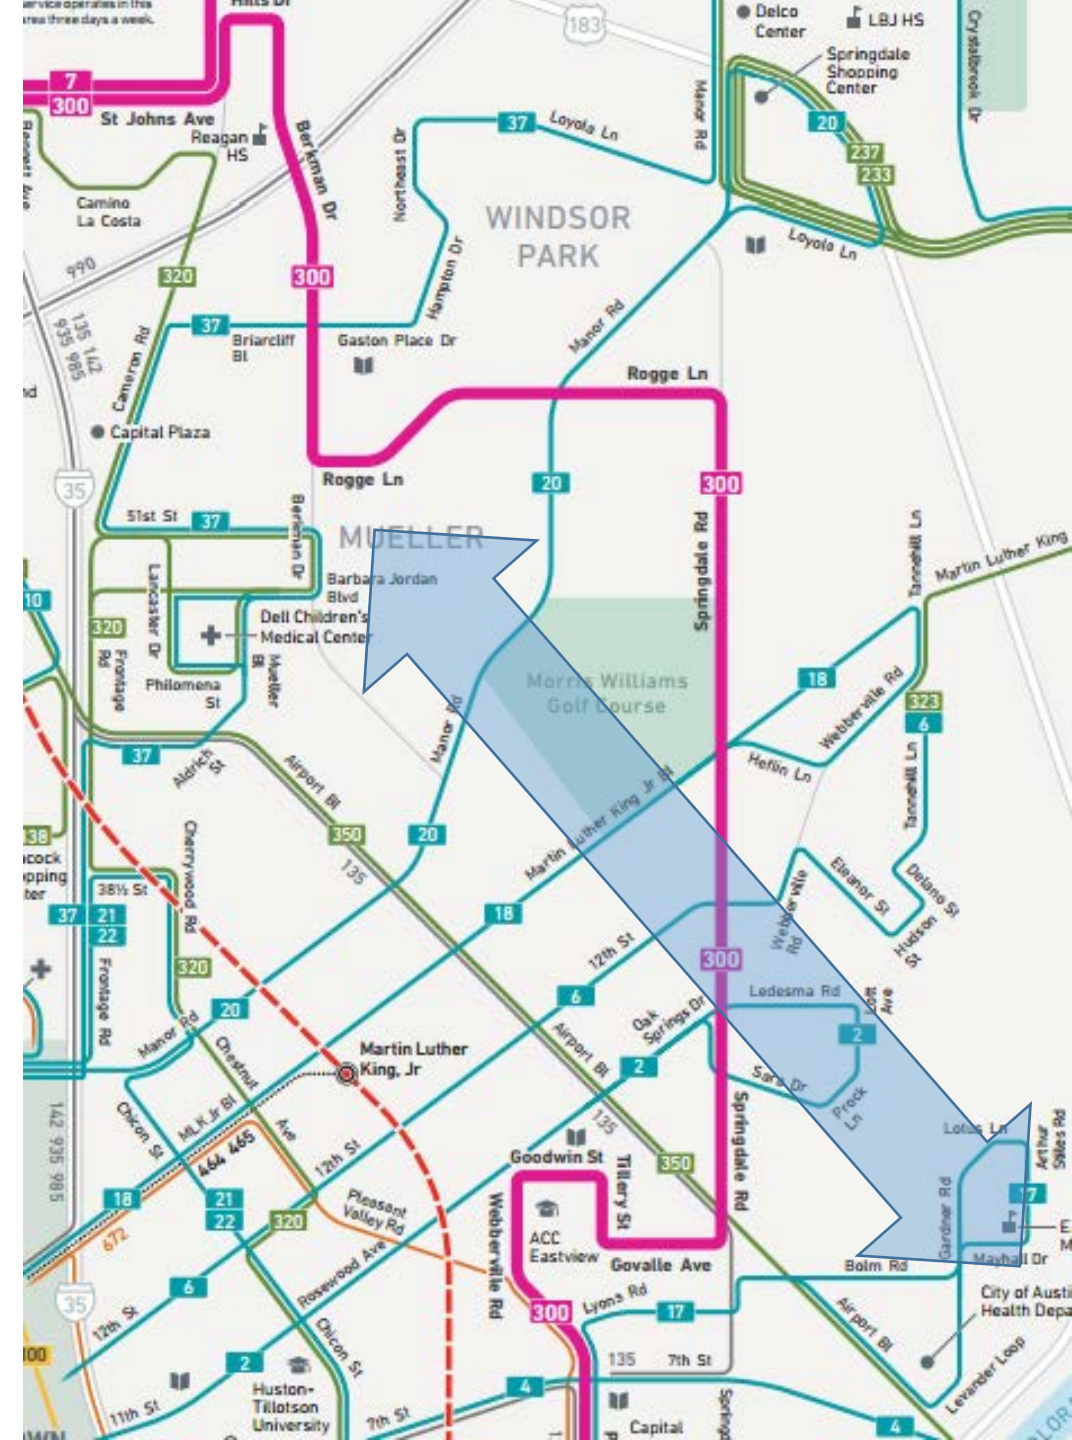 ervice operates in this
rea three days a week.
Hills Dr
183
Delco
Center
LBJ HS
Springdale
Shopping
Center
Crystalbrook Dr
7
300
St Johns Ave
Reagan
HS
Berkman Dr
Northeast Dr
37
Loyola Ln
Manor Rd
20
237
233
Camino
La Costa
WINDSOR
PARK
Loyola Ln
990
320
300
Hampton Dr
Manor Rd
135 142
935 985
Cameron Rd
37
Briarcliff
Bl
Gaston Place Dr
Rogge Ln
Capital Plaza
35
Rogge Ln
20
300
51st St
37
Berkman Dr
MUELLER
Springdale Rd
Tannehill Ln
Martin Luther King
10
Lancaster Dr
Barbara Jordan
Blvd
320
Dell Children's
Medical Center
Frontage
Rd
Philomena
St
Mueller
Bl
Morris Williams
Golf Course
18
Webberville Rd
323
6
37
Aldrich
St
Airport Bl
Manor Rd
Heflin Ln
Tannehill Ln
38
350
135
20
Martin Luther King Jr Bl
cock
pping
ter
Cherrywood Rd
38½ St
37
21
22
18
Webberville
Rd
Eleanor St
Delano St
Hudson
St
Frontage Rd
320
12th St
300
20
6
Oak
Springs Dr
Ledesma Rd
Lott
Ave
Manor Rd
Chestnut
Ave
Martin Luther
King, Jr
Airport Bl
2
2
Sara Dr
Prock
Ln
142 935 985
Chicon St
MLK Jr Bl
464 465
135
Springdale Rd
Lotus Ln
Arthur
Stiles Rd
12th St
Goodwin St
Tillery St
350
18
21
22
320
Pleasant
Valley Rd
Webberville Rd
ACC
Eastview
Govalle Ave
Gardner Rd
17
E
M
672
Rosewood Ave
Bolm Rd
Mayhall Dr
6
35
12th St
300
Lyons Rd
17
Airport Bl
City of Austi
Health Depa
100
2
Chicon St
135
7th St
Levander Loop
Huston-
Tillotson
University
4
11th St
7th St
Capital
Spring
4